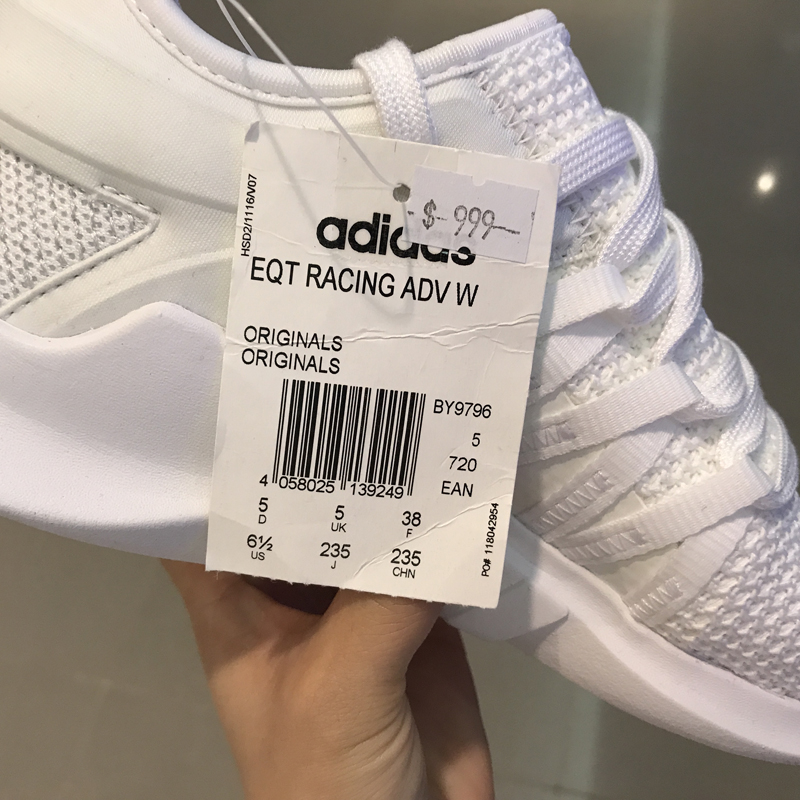 HSD2/1116/V07
-$-999-
adidas
EQT RACING ADV W
ORIGINALS
ORIGINALS
BY9796
5
720
EAN
4 058025 139249
5 5 38
D UK F
6½ 235 235
US J CHN
PO# 118042954